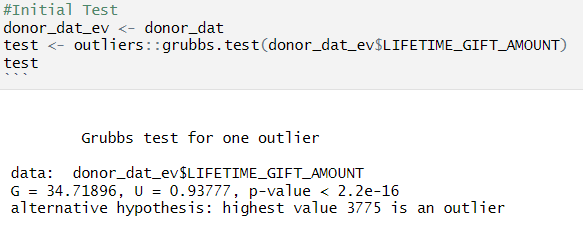 #Initial Test
donor_dat_ev <- donor_dat
test <- outliers::grubbs.test(donor_dat_ev$LIFETIME_GIFT_AMOUNT)
test
```
Grubbs test for one outlier
data:  donor_dat_ev$LIFETIME_GIFT_AMOUNT
G = 34.71896, U = 0.93777, p-value < 2.2e-16
alternative hypothesis: highest value 3775 is an outlier